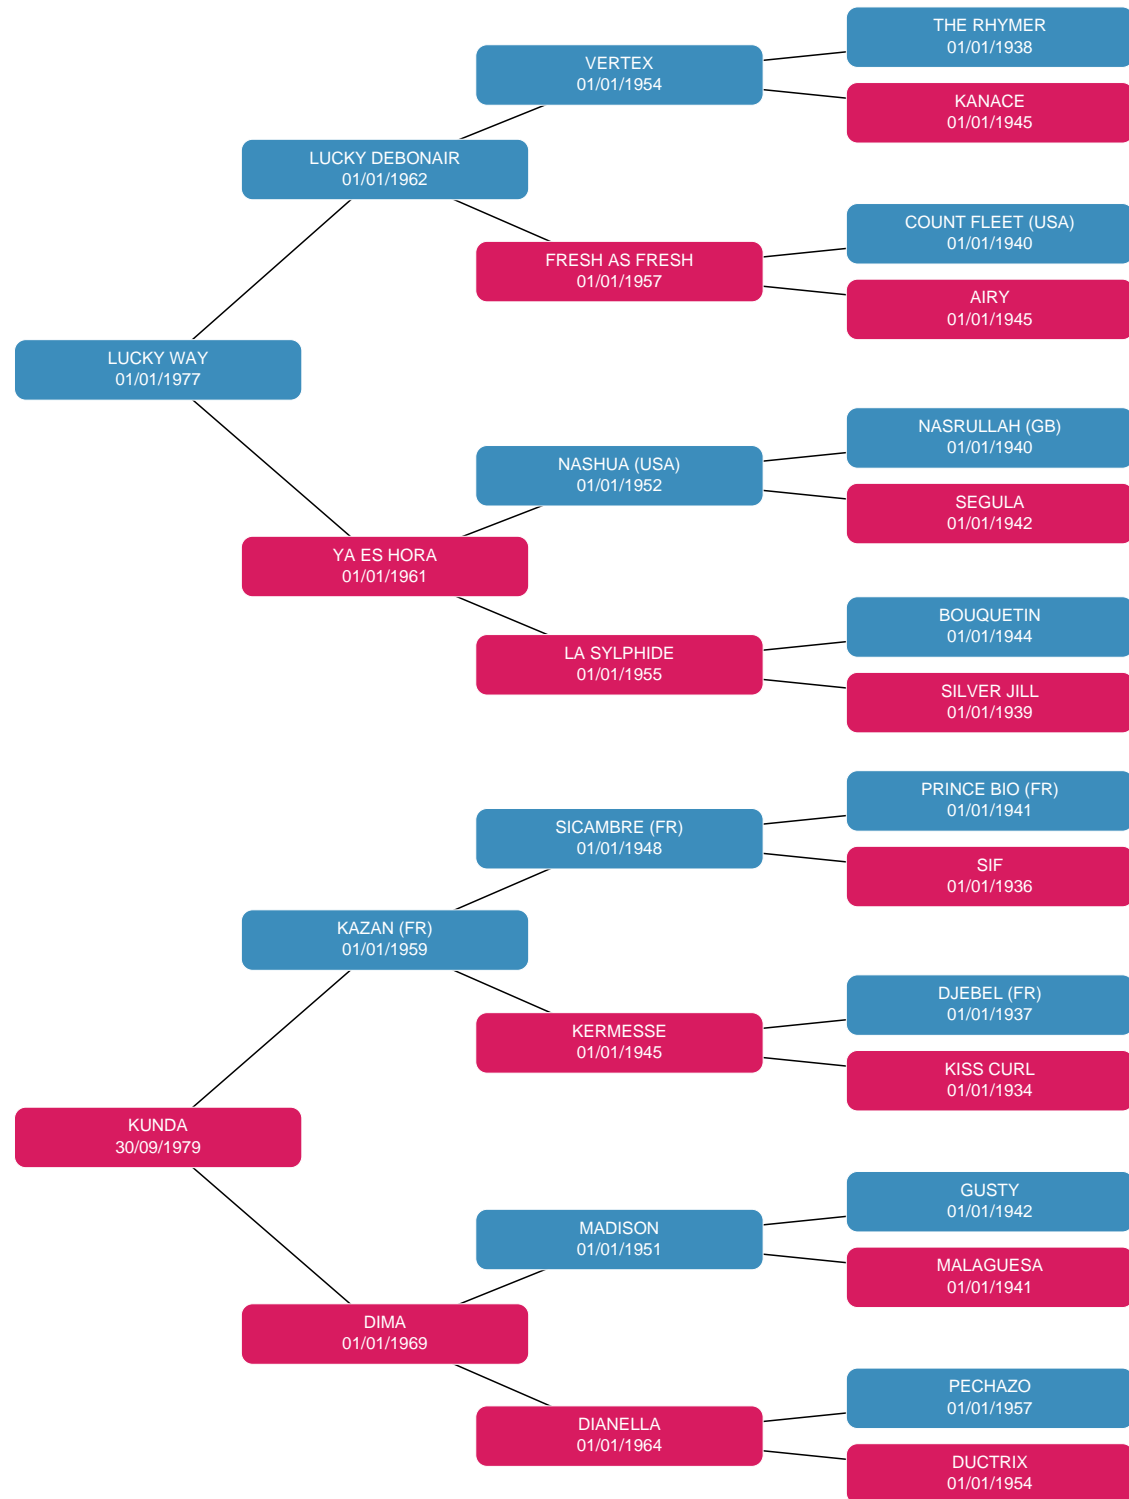 THE RHYMER
01/01/1938
VERTEX
01/01/1954
KANACE
01/01/1945
LUCKY DEBONAIR
01/01/1962
COUNT FLEET (USA)
01/01/1940
FRESH AS FRESH
01/01/1957
AIRY
01/01/1945
LUCKY WAY
01/01/1977
NASRULLAH (GB)
01/01/1940
NASHUA (USA)
01/01/1952
SEGULA
01/01/1942
YA ES HORA
01/01/1961
BOUQUETIN
01/01/1944
LA SYLPHIDE
01/01/1955
SILVER JILL
01/01/1939
PRINCE BIO (FR)
01/01/1941
SICAMBRE (FR)
01/01/1948
SIF
01/01/1936
KAZAN (FR)
01/01/1959
DJEBEL (FR)
01/01/1937
KERMESSE
01/01/1945
KISS CURL
01/01/1934
KUNDA
30/09/1979
GUSTY
01/01/1942
MADISON
01/01/1951
MALAGUESA
01/01/1941
DIMA
01/01/1969
PECHAZO
01/01/1957
DIANELLA
01/01/1964
DUCTRIX
01/01/1954